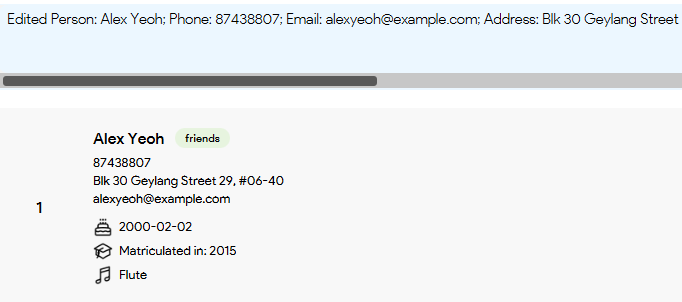 Edited Person: Alex Yeoh; Phone: 87438807; Email: alexyeoh@example.com; Address: Blk 30 Geylang Street
Alex Yeoh friends
87438807
Blk 30 Geylang Street 29, #06-40
alexyeoh@example.com
1
2000-02-02
Matriculated in: 2015
Flute